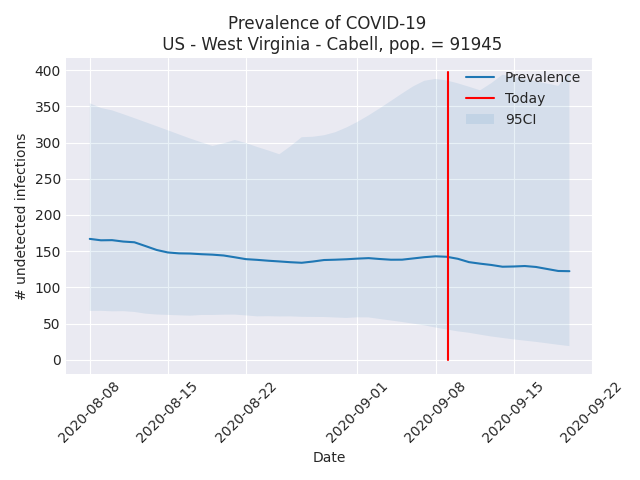 Prevalence of COVID-19
US - West Virginia - Cabell, pop. = 91945
400
350
300
250
200
150
100
50
0
# undetected infections
Prevalence
Today
95CI
2020-08-08
2020-08-15
2020-08-22
2020-09-01
2020-09-08
2020-09-15
2020-09-22
Date